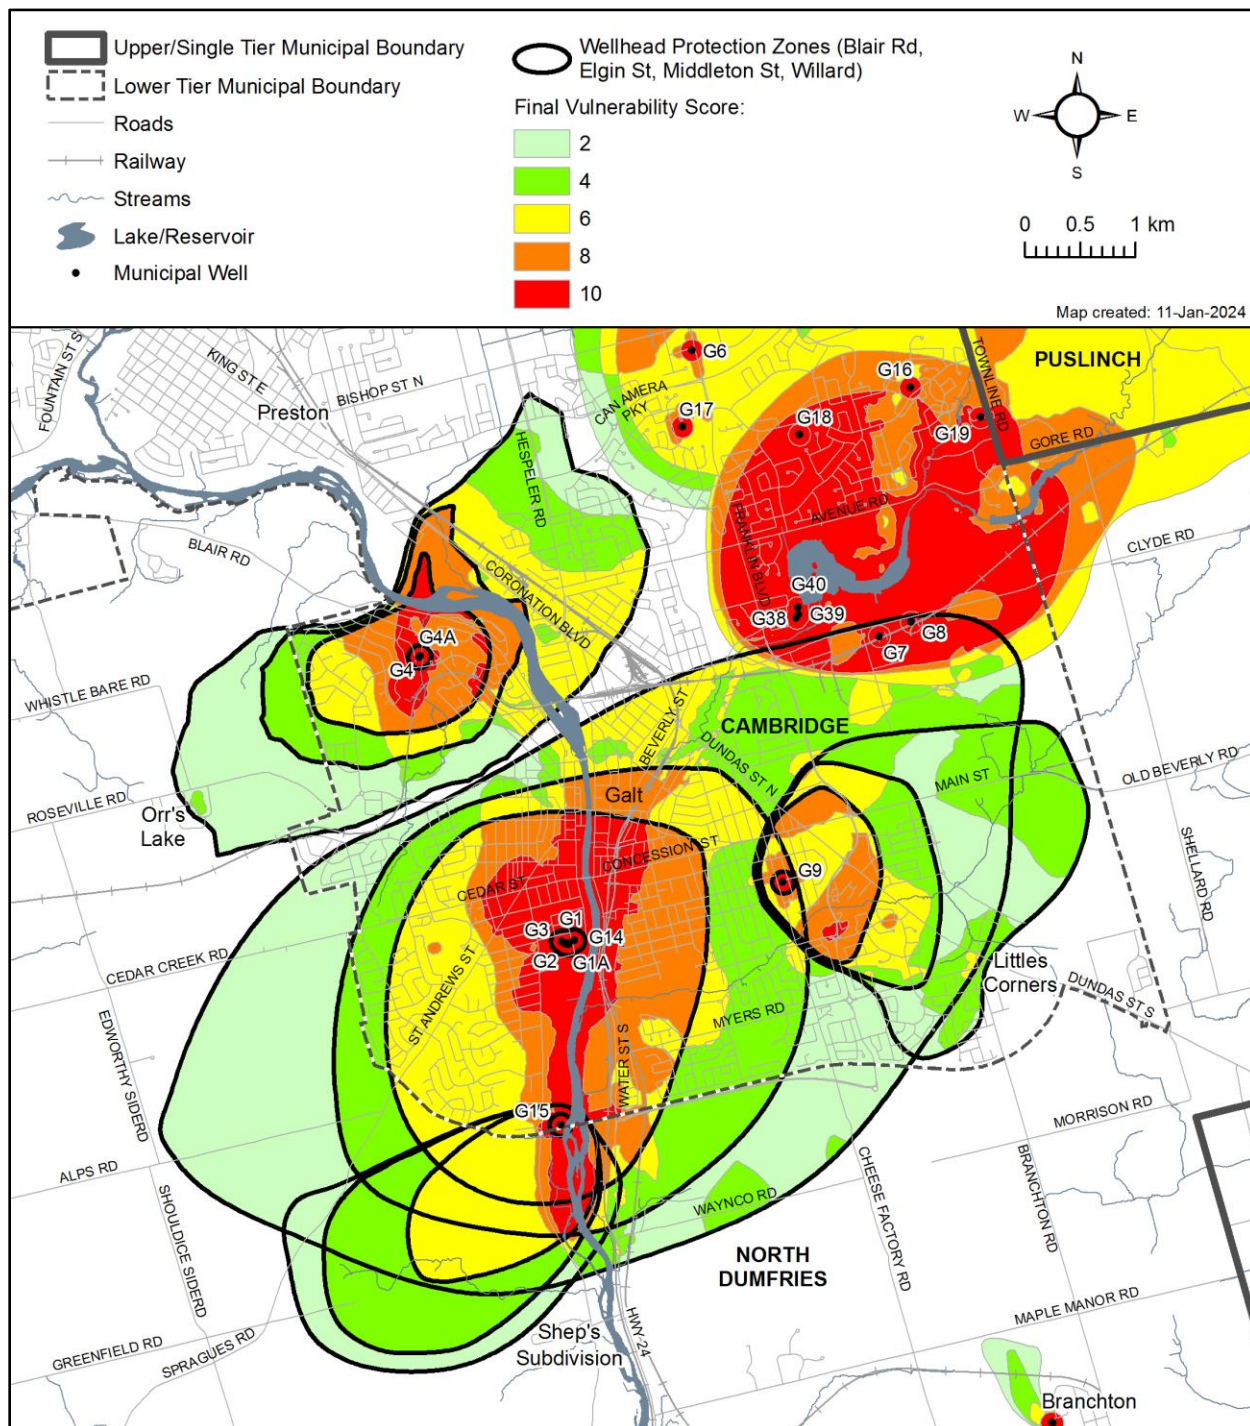 Upper/Single Tier Municipal Boundary
Lower Tier Municipal Boundary
Roads
Railway
Streams
Lake/Reservoir
Municipal Well
Wellhead Protection Zones (Blair Rd,
Elgin St, Middleton St, Willard)
Final Vulnerability Score:
2
4
6
8
10
N
W
E
S
0 0.5 1 km
Map created: 11-Jan-2024
FOUNTAIN ST S
KING ST E
Preston
BISHOP ST N
HESPELER RD
CAN AMERA
PKY
G6
G17
G18
G16
G19
TOWNLINE RD
PUSLINCH
GORE RD
AVENUE RD
FRANKLIN BLVD
CLYDE RD
BLAIR RD
CORONATION BLVD
G40
G38
G39
G8
G7
G4A
G4
WHISTLE BARE RD
BEVERLY ST
CAMBRIDGE
DUNDAS ST N
MAIN ST
OLD BEVERLY RD
ROSEVILLE RD
Orr's
Lake
Galt
CONCESSION ST
CEDAR ST
G9
SHELLARD RD
G1
G3
G14
G2
G1A
CEDAR CREEK RD
ST ANDREWS ST
Littles
Corners
DUNDAS ST S
MYERS RD
EDWORTHY SIDERD
WATER ST S
G15
MORRISON RD
ALPS RD
CHEESE FACTORY RD
BRANCHTON RD
WAYNCO RD
SHOULDICE SIDERD
NORTH
DUMFRIES
MAPLE MANOR RD
GREENFIELD RD
SPRAGUES RD
Shep's
Subdivision
HWY-24
Branchton